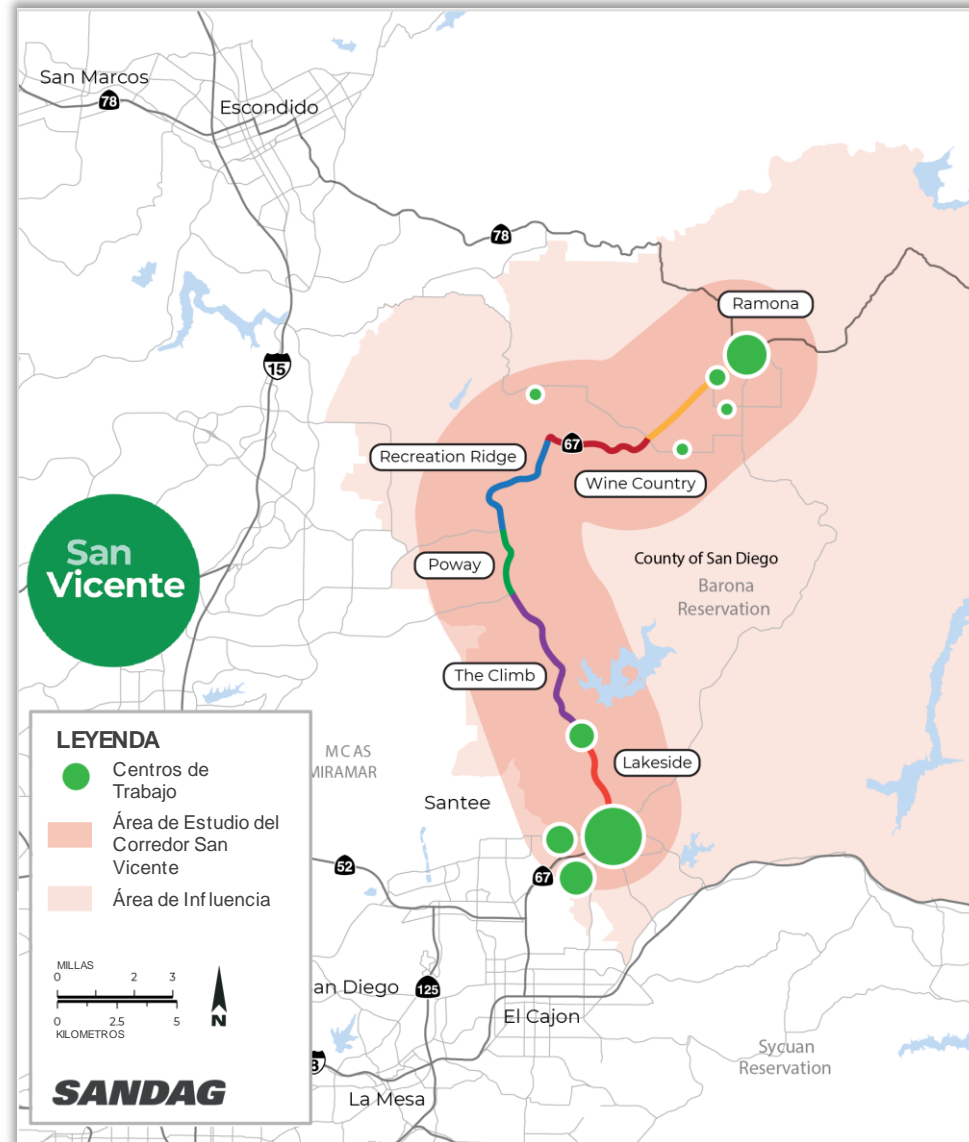 San Marcos
78
Escondido
78
Ramona
15
67
Recreation Ridge
Wine Country
San
Vicente
Poway
County of San Diego
Barona
Reservation
The Climb
MCAS
MIRAMAR
Lakeside
Santee
LEYENDA
Centros de
Trabajo
Área de Estudio del
Corredor San
Vicente
Área de Influencia
52
67
MILLAS
0 2 3
0 2.5 5
KILOMETROS
N
an Diego
125
El Cajon
8
Sycuan
Reservation
SANDAG
La Mesa